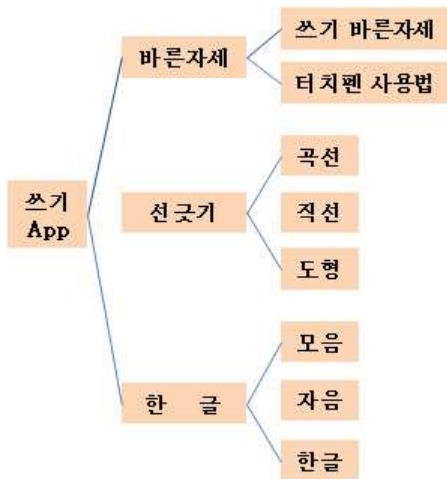 쓰기
App
바른자세
쓰기 바른자세
터치펜 사용법
선긋기
곡선
직선
도형
한 글
모음
자음
한글